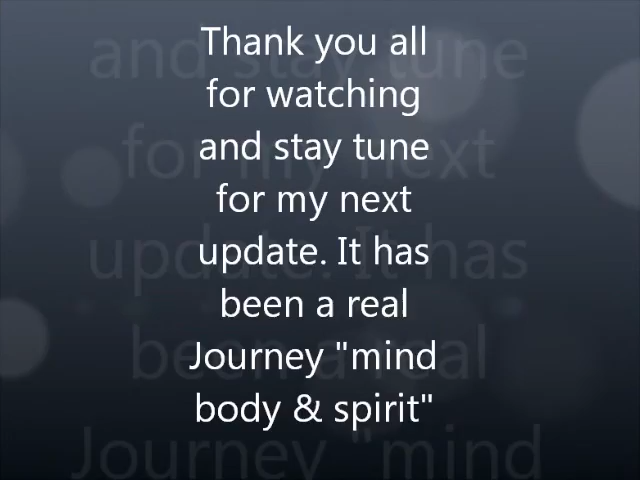 Thank you all
for watching
and stay tune
for my next
update. It has
been a real
Journey "mind
body & spirit"